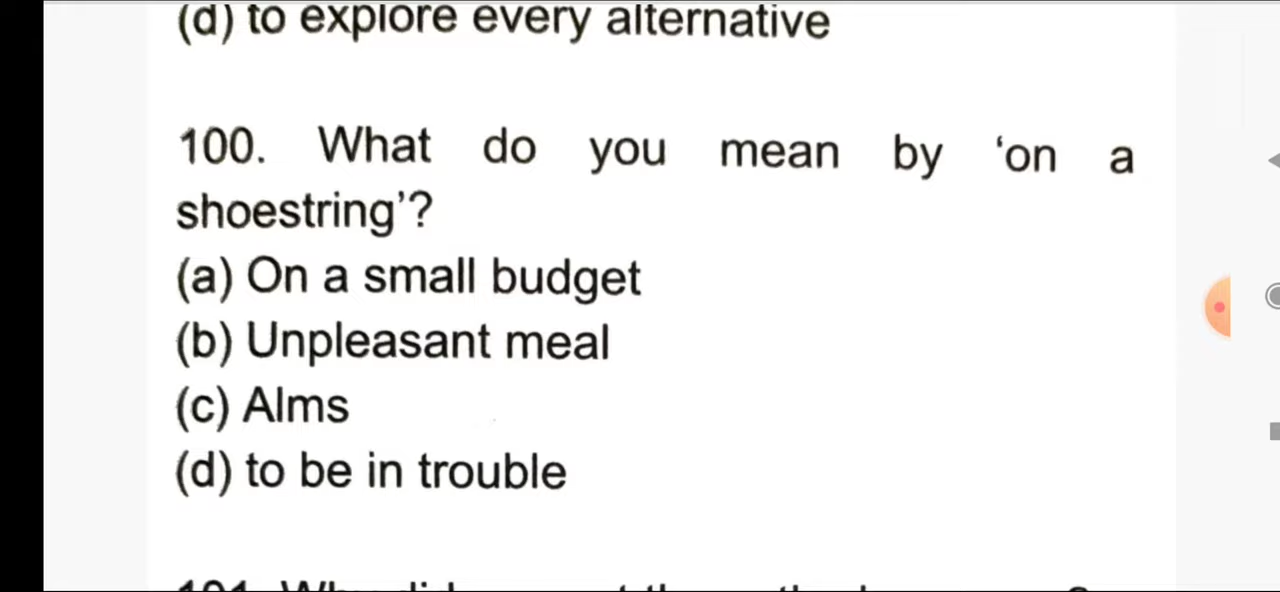 (d) to explore every alternative
100. What do you mean by ‘on a
shoestring’?
(a) On a small budget
(b) Unpleasant meal
(c) Alms
(d) to be in trouble